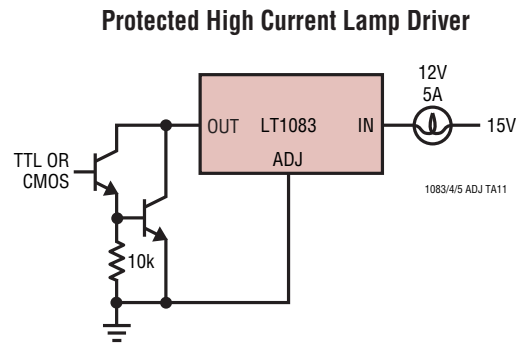 Protected High Current Lamp Driver
12V
5A
OUT LT1083 IN
15V
ADJ
TTL OR
CMOS
1083/4/5 ADJ TA11
10k